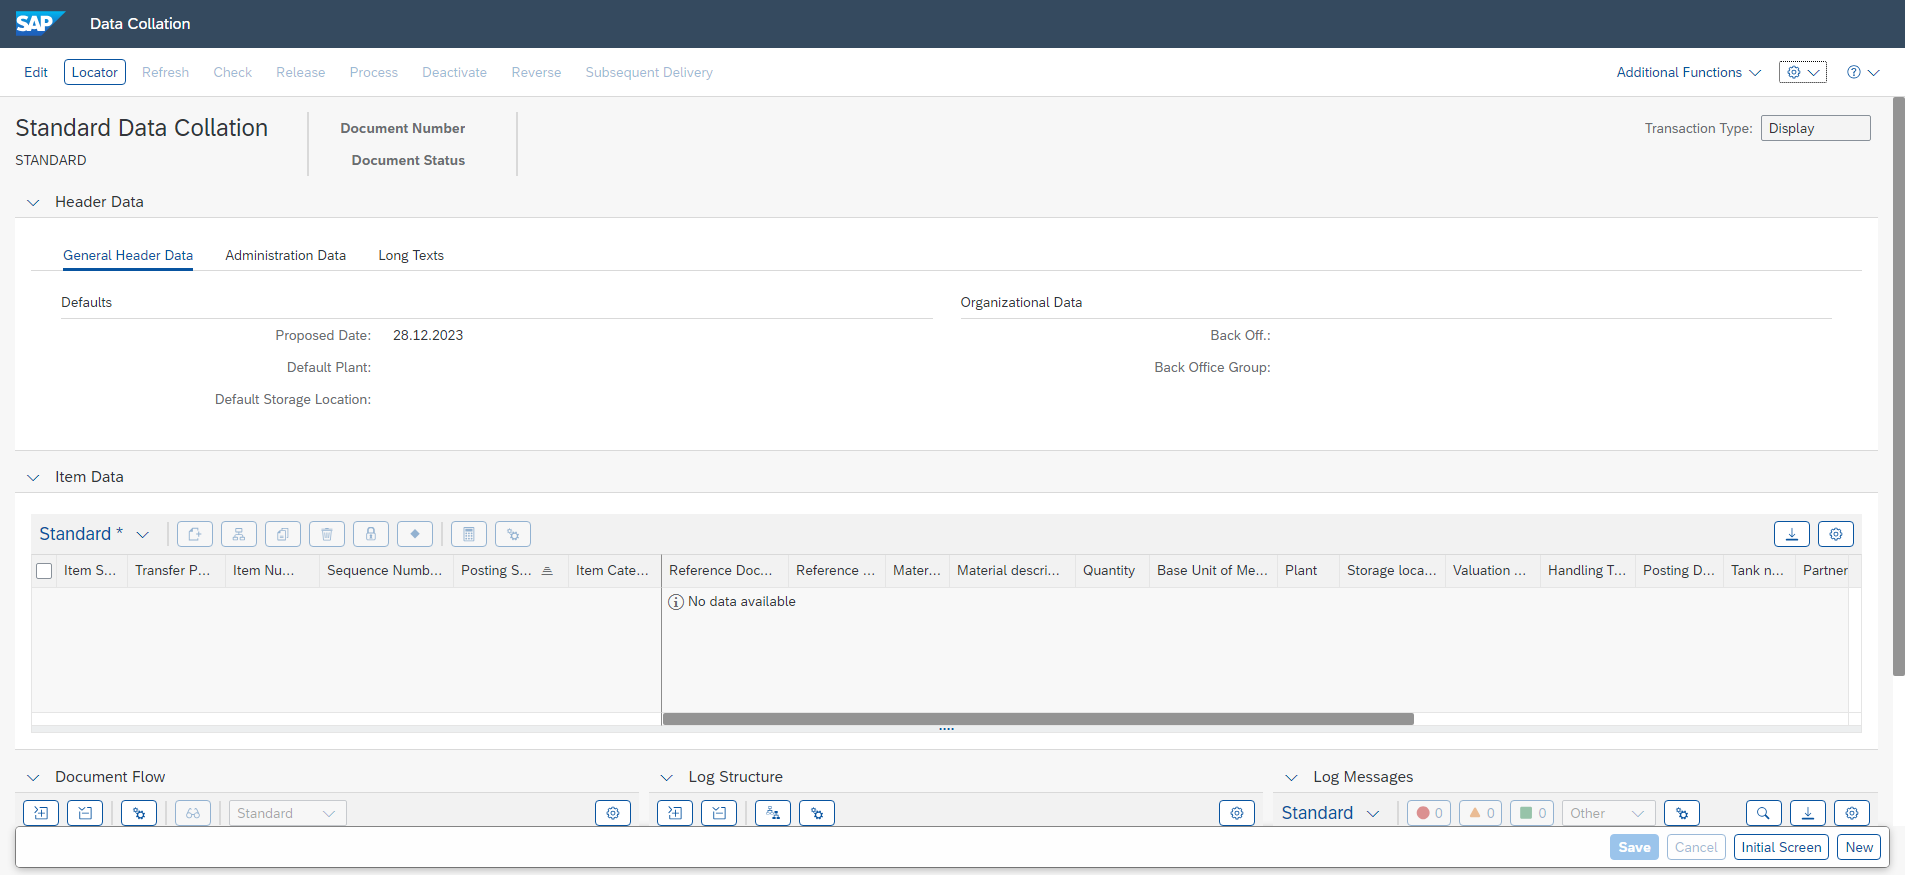 SAP Data Collation
Edit Locator Refresh Check Release Process Deactivate Reverse Subsequent Delivery Additional Functions
Standard Data Collation Document Number Transaction Type: Display
STANDARD Document Status
Header Data
General Header Data Administration Data Long Texts
Defaults Organizational Data
Proposed Date: 28.12.2023 Back Off.:
Default Plant: Back Office Group:
Default Storage Location:
Item Data
Standard *
Item S... Transfer P... Item Nu... Sequence Numb... Posting S... Item Cate... Reference Doc... Reference ... Mater... Material descri... Quantity Base Unit of Me... Plant Storage loca... Valuation ... Handling T... Posting D... Tank n... Partner
No data available
Document Flow Log Structure Log Messages
Standard Standard 0 0 0 Other
Save Cancel Initial Screen New